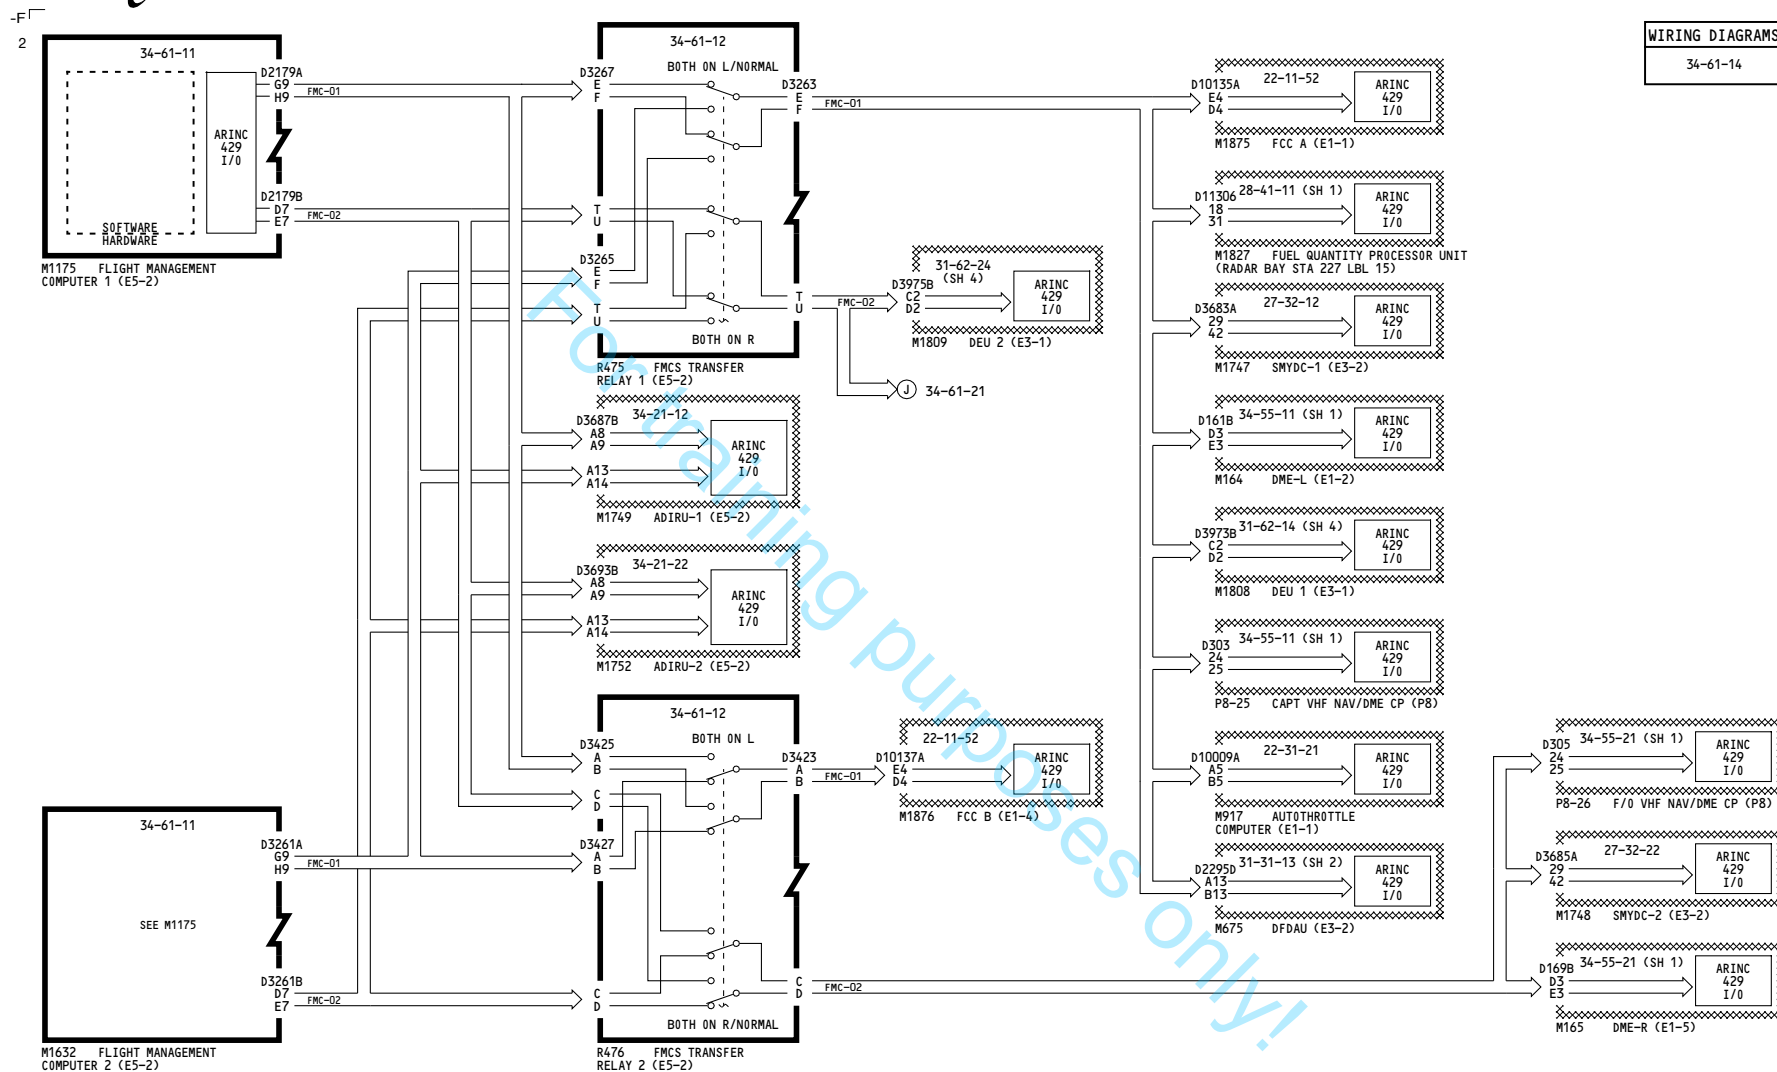 -F
2
WIRING DIAGRAMS
34-61-14
34-61-11
ARINC
429
I/O
SOFTWARE
HARDWARE
D2179A
G9
H9
FMC-01
D2179B
D7
E7
FMC-02
M1175 FLIGHT MANAGEMENT
COMPUTER 1 (E5-2)
34-61-12
BOTH ON L/NORMAL
D3267
E
F
T
U
D3265
E
F
T
U
D3263
E
F
FMC-01
T
U
FMC-02
BOTH ON R
R475 FMCS TRANSFER
RELAY 1 (E5-2)
31-62-24
(SH 4)
D3975B
C2
D2
ARINC
429
I/O
M1809 DEU 2 (E3-1)
J 34-61-21
34-21-12
D3687B
A8
A9
A13
A14
ARINC
429
I/O
M1749 ADIRU-1 (E5-2)
34-21-22
D3693B
A8
A9
A13
A14
ARINC
429
I/O
M1752 ADIRU-2 (E5-2)
34-61-12
BOTH ON L
D3425
A
B
C
D
D3427
A
B
C
D
D3423
A
B
FMC-01
C
D
FMC-02
BOTH ON R/NORMAL
R476 FMCS TRANSFER
RELAY 2 (E5-2)
22-11-52
D10137A
E4
D4
ARINC
429
I/O
M1876 FCC B (E1-4)
34-61-11
SEE M1175
D3261A
G9
H9
FMC-01
D3261B
D7
E7
FMC-02
M1632 FLIGHT MANAGEMENT
COMPUTER 2 (E5-2)
22-11-52
D10135A
E4
D4
ARINC
429
I/O
M1875 FCC A (E1-1)
28-41-11 (SH 1)
D11306
18
31
ARINC
429
I/O
M1827 FUEL QUANTITY PROCESSOR UNIT
(RADAR BAY STA 227 LBL 15)
27-32-12
D3683A
29
42
ARINC
429
I/O
M1747 SMYDC-1 (E3-2)
34-55-11 (SH 1)
D161B
D3
E3
ARINC
429
I/O
M164 DME-L (E1-2)
31-62-14 (SH 4)
D3973B
C2
D2
ARINC
429
I/O
M1808 DEU 1 (E3-1)
34-55-11 (SH 1)
D303
24
25
ARINC
429
I/O
P8-25 CAPT VHF NAV/DME CP (P8)
22-31-21
D10009A
A5
B5
ARINC
429
I/O
M917 AUTOTHROTTLE
COMPUTER (E1-1)
31-31-13 (SH 2)
D2295D
A13
B13
ARINC
429
I/O
M675 DFDAU (E3-2)
34-55-21 (SH 1)
D305
24
25
ARINC
429
I/O
P8-26 F/O VHF NAV/DME CP (P8)
27-32-22
D3685A
29
42
ARINC
429
I/O
M1748 SMYDC-2 (E3-2)
34-55-21 (SH 1)
D169B
D3
E3
ARINC
429
I/O
M165 DME-R (E1-5)
For training purposes only!